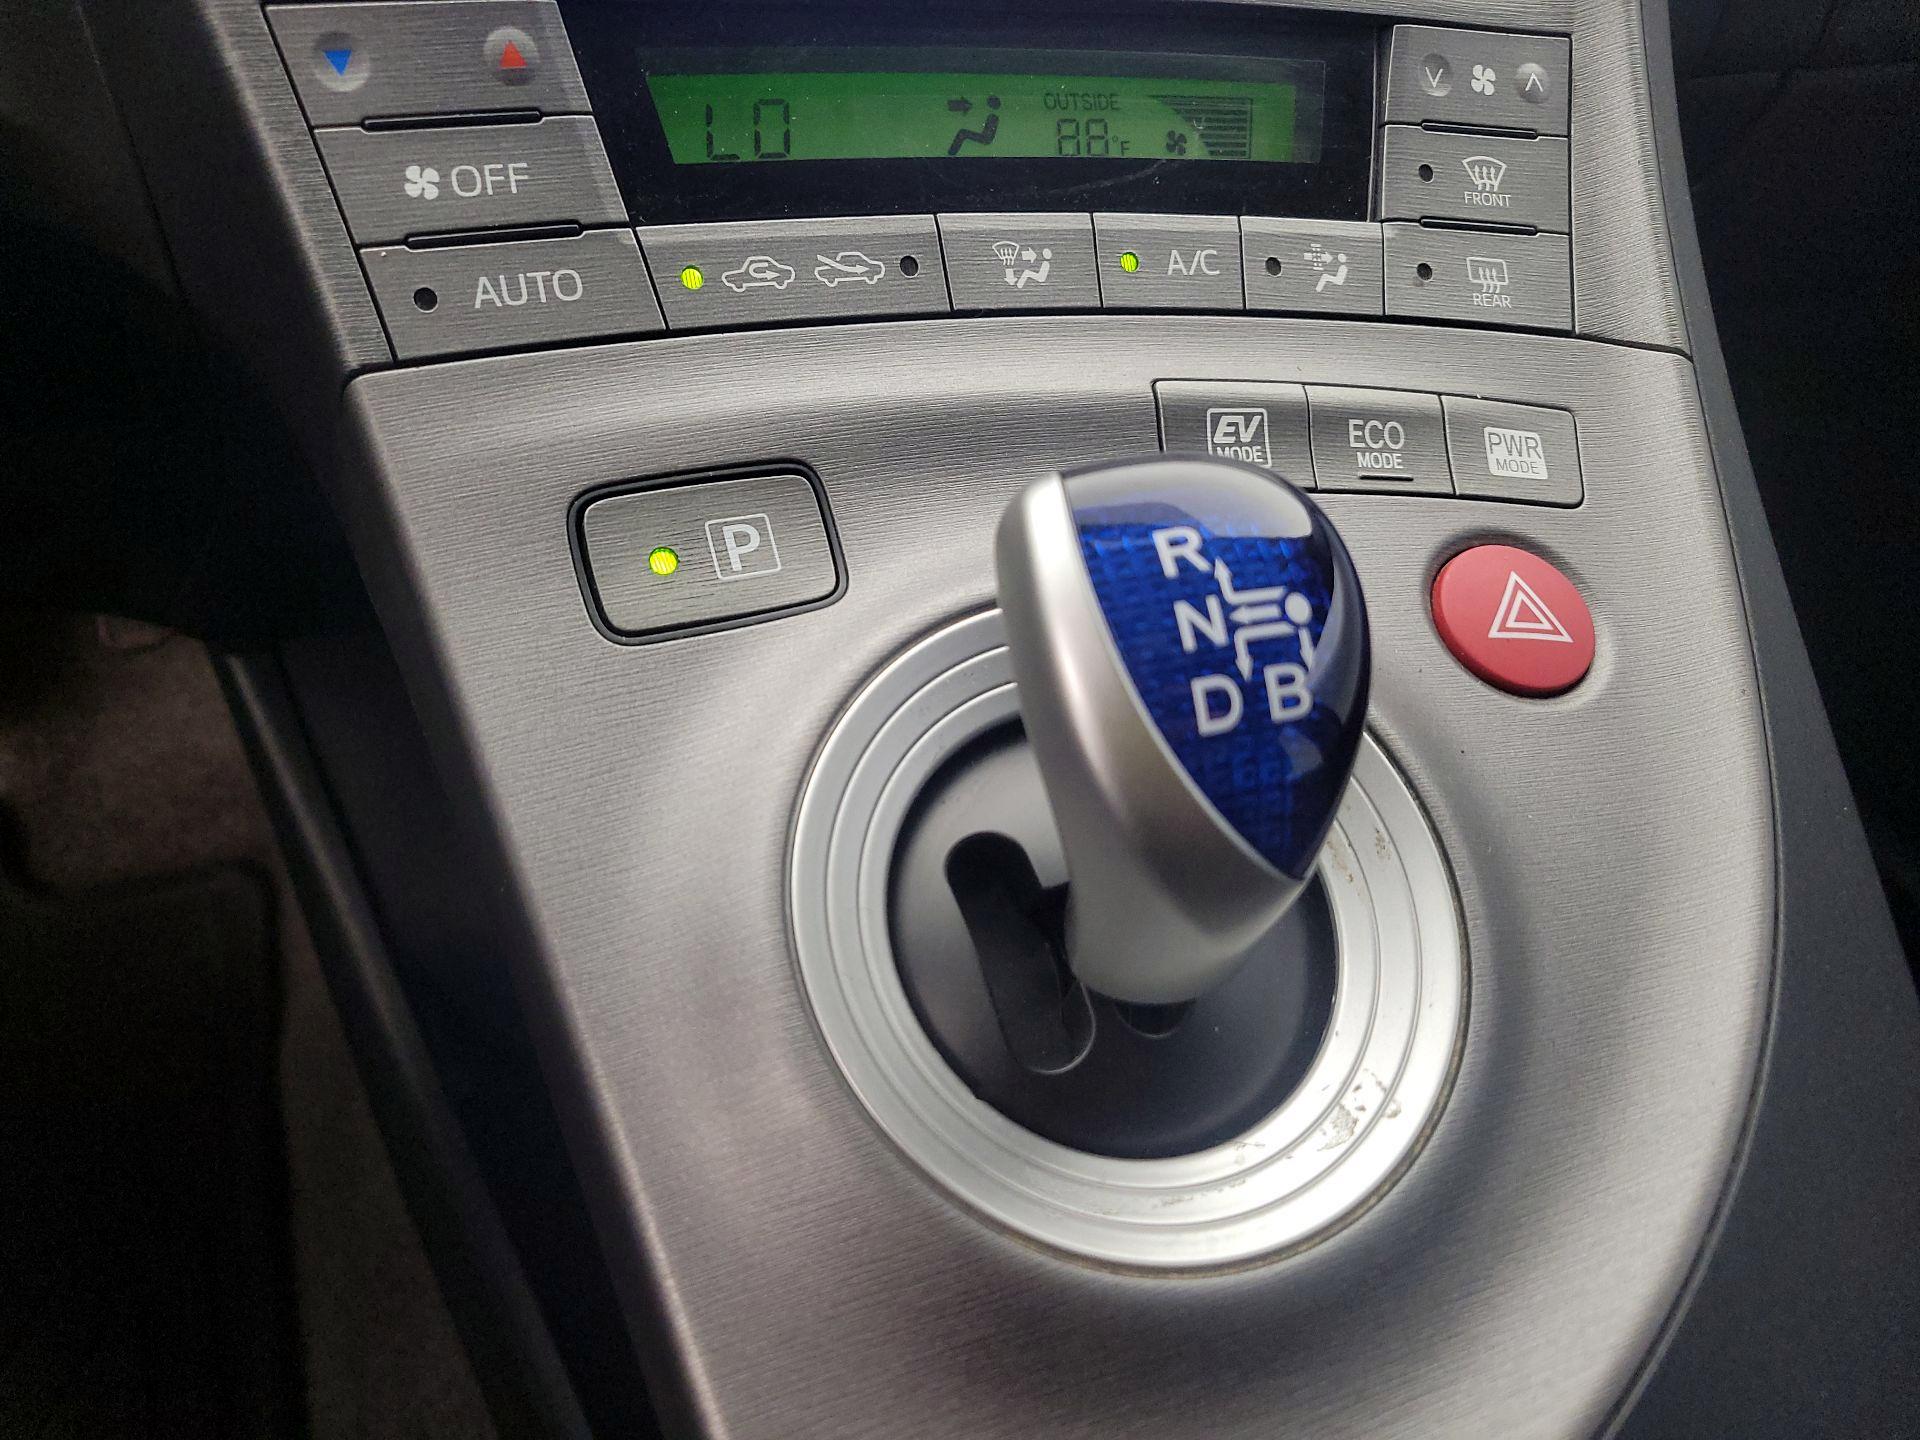 LO
OUTSIDE
88°F
OFF
FRONT
AUTO
A/C
REAR
EV
MODE
ECO
MODE
PWR
MODE
P
R
N
D B